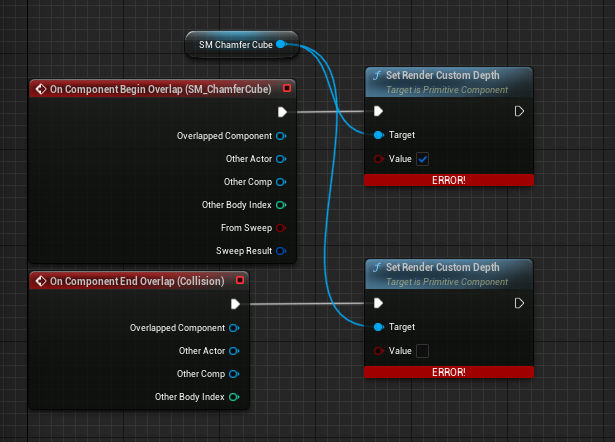 SM Chamfer Cube
On Component Begin Overlap (SM_ChamferCube)
Overlapped Component
Other Actor
Other Comp
Other Body Index
From Sweep
Sweep Result
f Set Render Custom Depth
Target is Primitive Component
Target
Value
ERROR!
On Component End Overlap (Collision)
Overlapped Component
Other Actor
Other Comp
Other Body Index
f Set Render Custom Depth
Target is Primitive Component
Target
Value
ERROR!